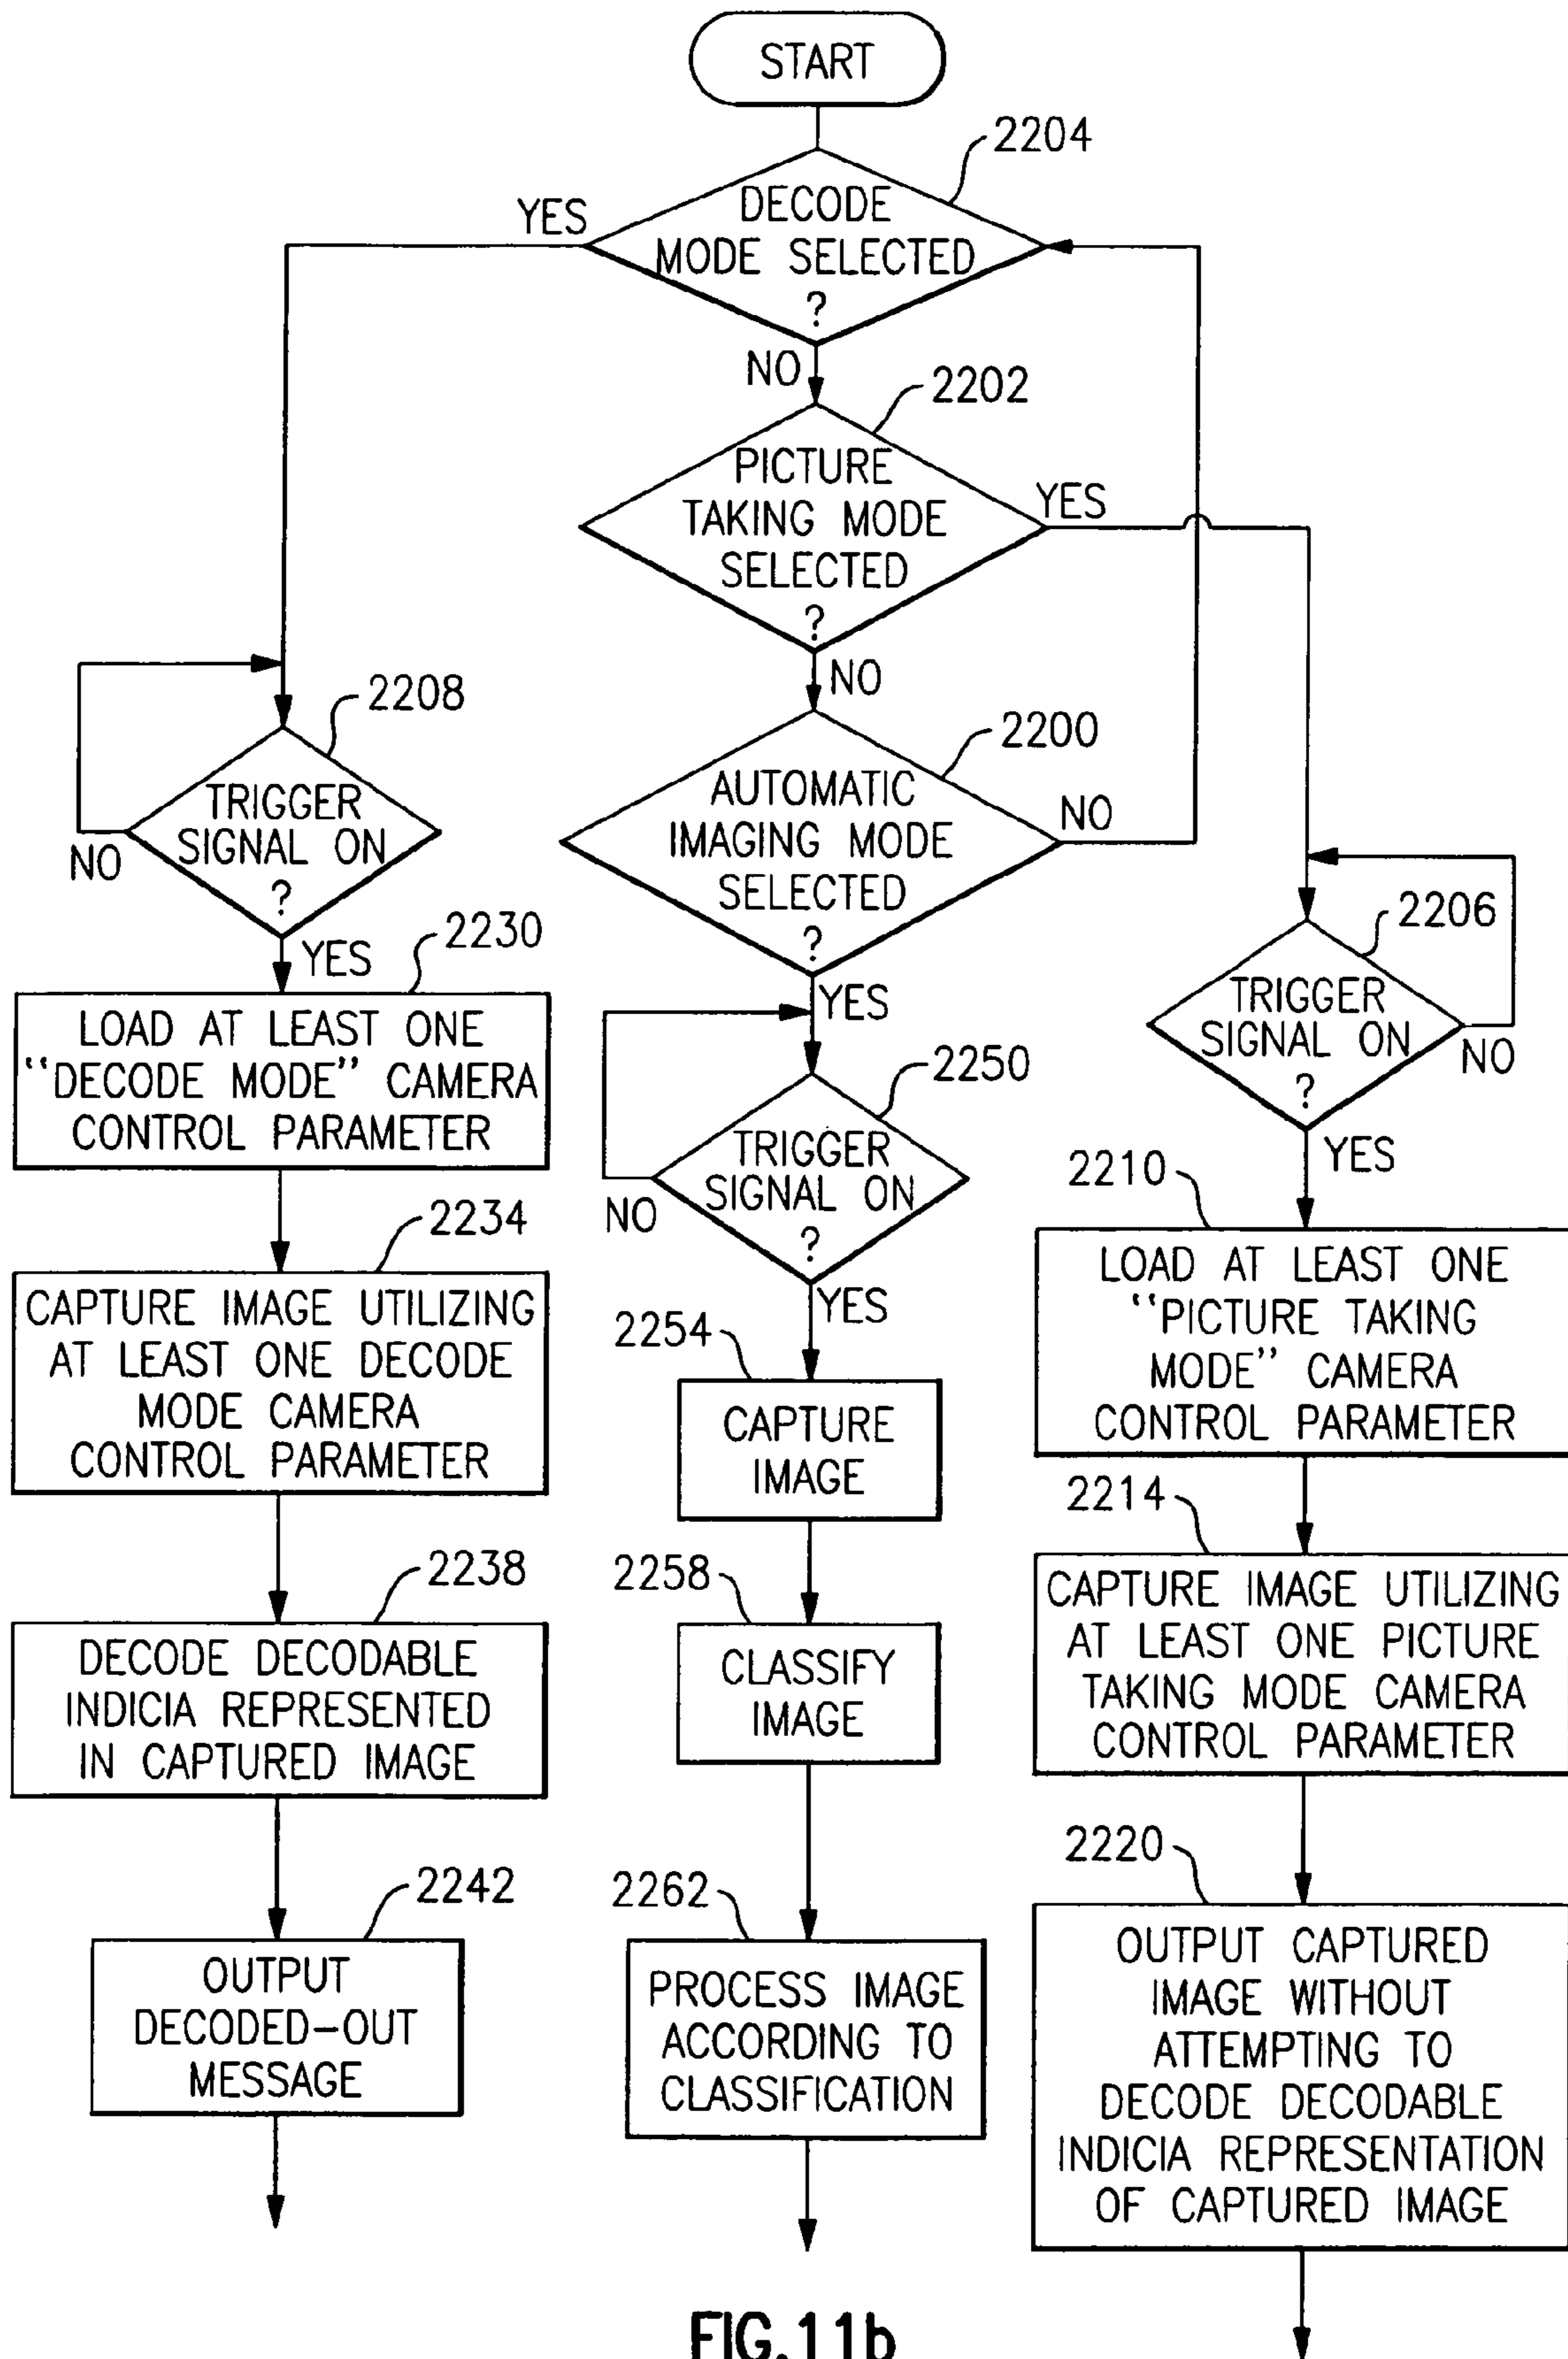 START
2204
DECODE
MODE SELECTED
?
YES
NO
2202
PICTURE
TAKING MODE
SELECTED
?
YES
NO
2200
AUTOMATIC
IMAGING MODE
SELECTED
?
NO
YES
2208
TRIGGER
SIGNAL ON
?
NO
YES
2230
LOAD AT LEAST ONE
"DECODE MODE" CAMERA
CONTROL PARAMETER
2234
CAPTURE IMAGE UTILIZING
AT LEAST ONE DECODE
MODE CAMERA
CONTROL PARAMETER
2238
DECODE DECODABLE
INDICIA REPRESENTED
IN CAPTURED IMAGE
2242
OUTPUT
DECODED-OUT
MESSAGE
2250
TRIGGER
SIGNAL ON
?
NO
YES
2254
CAPTURE
IMAGE
2258
CLASSIFY
IMAGE
2262
PROCESS IMAGE
ACCORDING TO
CLASSIFICATION
2206
TRIGGER
SIGNAL ON
?
NO
YES
2210
LOAD AT LEAST ONE
"PICTURE TAKING
MODE" CAMERA
CONTROL PARAMETER
2214
CAPTURE IMAGE UTILIZING
AT LEAST ONE PICTURE
TAKING MODE CAMERA
CONTROL PARAMETER
2220
OUTPUT CAPTURED
IMAGE WITHOUT
ATTEMPTING TO
DECODE DECODABLE
INDICIA REPRESENTATION
OF CAPTURED IMAGE
FIG.11b